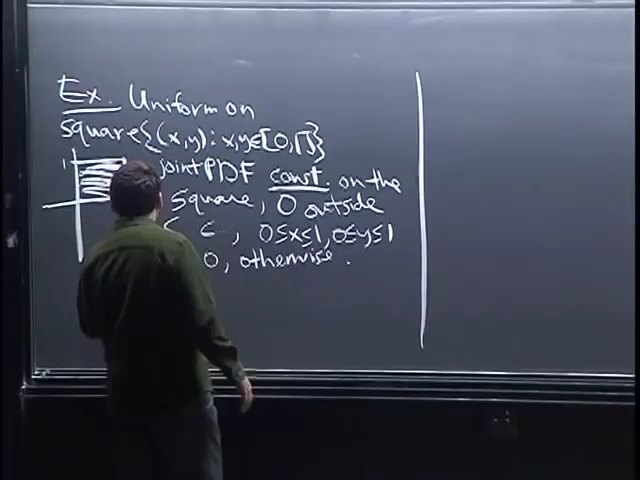 Ex. Uniform on
square {(x,y): x,y∈[0,1]}
1 joint PDF const. on the
square, 0 outside
{ c, 0≤x≤1, 0≤y≤1
0, otherwise.